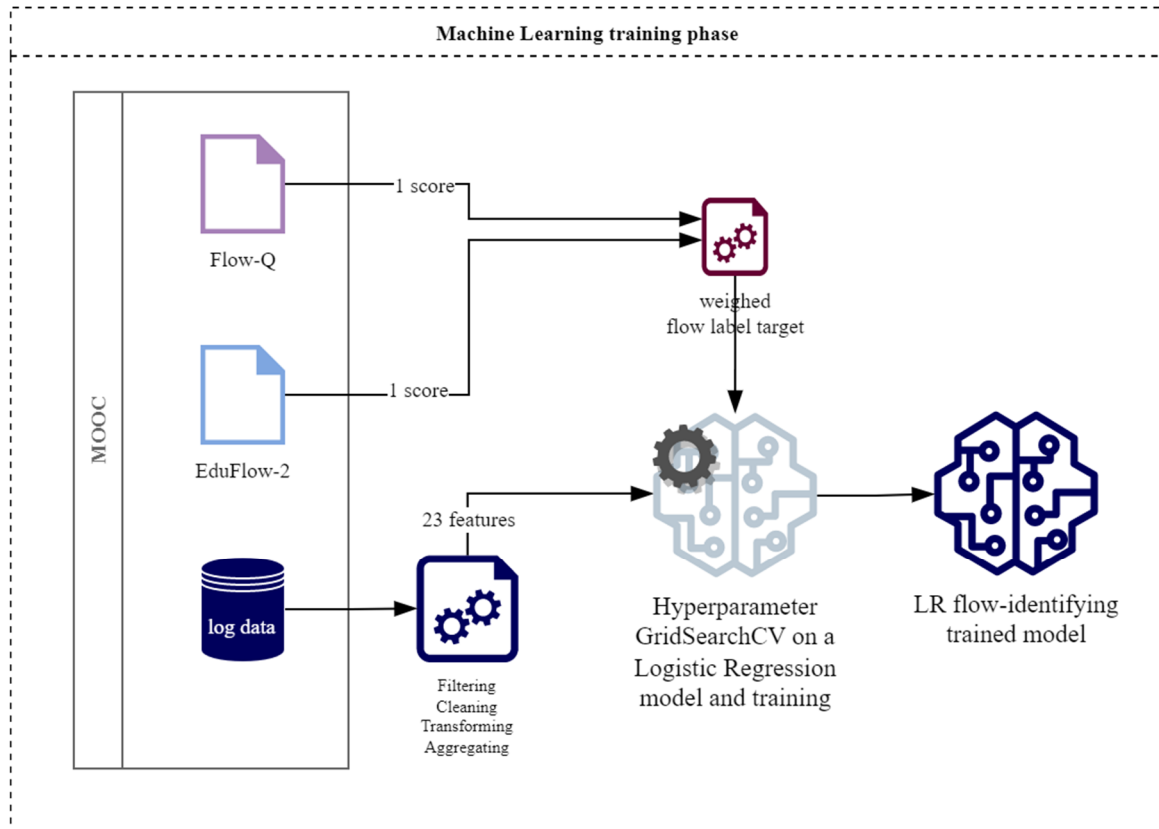 Machine Learning training phase
MOOC
Flow-Q
1 score
weighed
flow label target
EduFlow-2
1 score
log data
23 features
Filtering
Cleaning
Transforming
Aggregating
Hyperparameter
GridSearchCV on a
Logistic Regression
model and training
LR flow-identifying
trained model